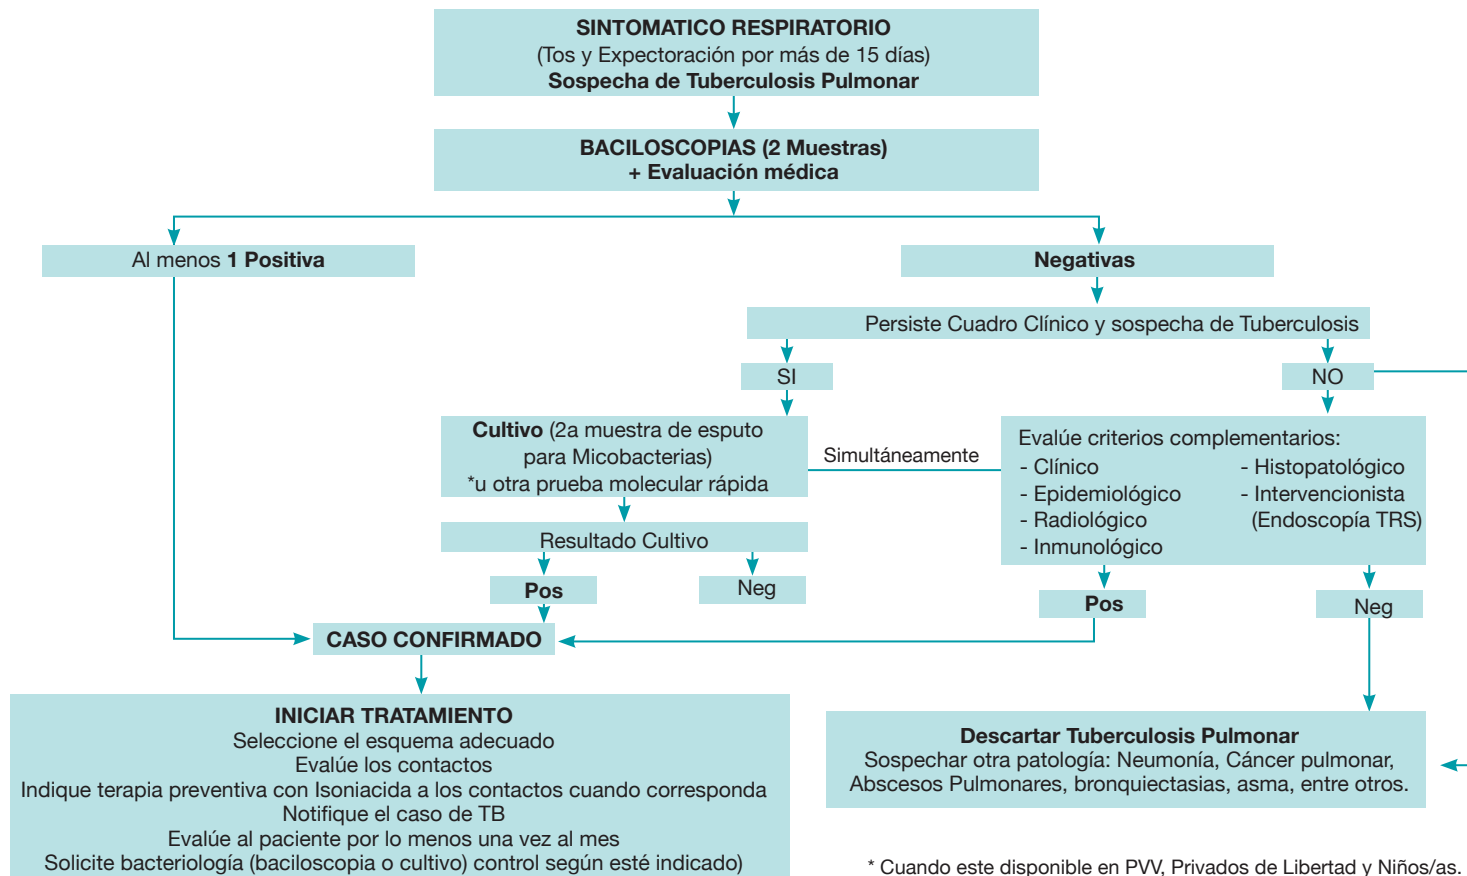 SINTOMATICO RESPIRATORIO
(Tos y Expectoración por más de 15 días)
Sospecha de Tuberculosis Pulmonar
BACILOSCOPIAS (2 Muestras)
+ Evaluación médica
Al menos 1 Positiva
Negativas
Persiste Cuadro Clínico y sospecha de Tuberculosis
SI
NO
Cultivo (2a muestra de esputo
para Micobacterias)
*u otra prueba molecular rápida
Simultáneamente
Evalúe criterios complementarios:
- Clínico
- Epidemiológico
- Radiológico
- Inmunológico
- Histopatológico
- Intervencionista
(Endoscopía TRS)
Resultado Cultivo
Pos
Neg
Pos
Neg
CASO CONFIRMADO
INICIAR TRATAMIENTO
Seleccione el esquema adecuado
Evalúe los contactos
Indique terapia preventiva con Isoniacida a los contactos cuando corresponda
Notifique el caso de TB
Evalúe al paciente por lo menos una vez al mes
Solicite bacteriología (baciloscopia o cultivo) control según esté indicado)
Descartar Tuberculosis Pulmonar
Sospechar otra patología: Neumonía, Cáncer pulmonar,
Abscesos Pulmonares, bronquiectasias, asma, entre otros.
* Cuando este disponible en PVV, Privados de Libertad y Niños/as.